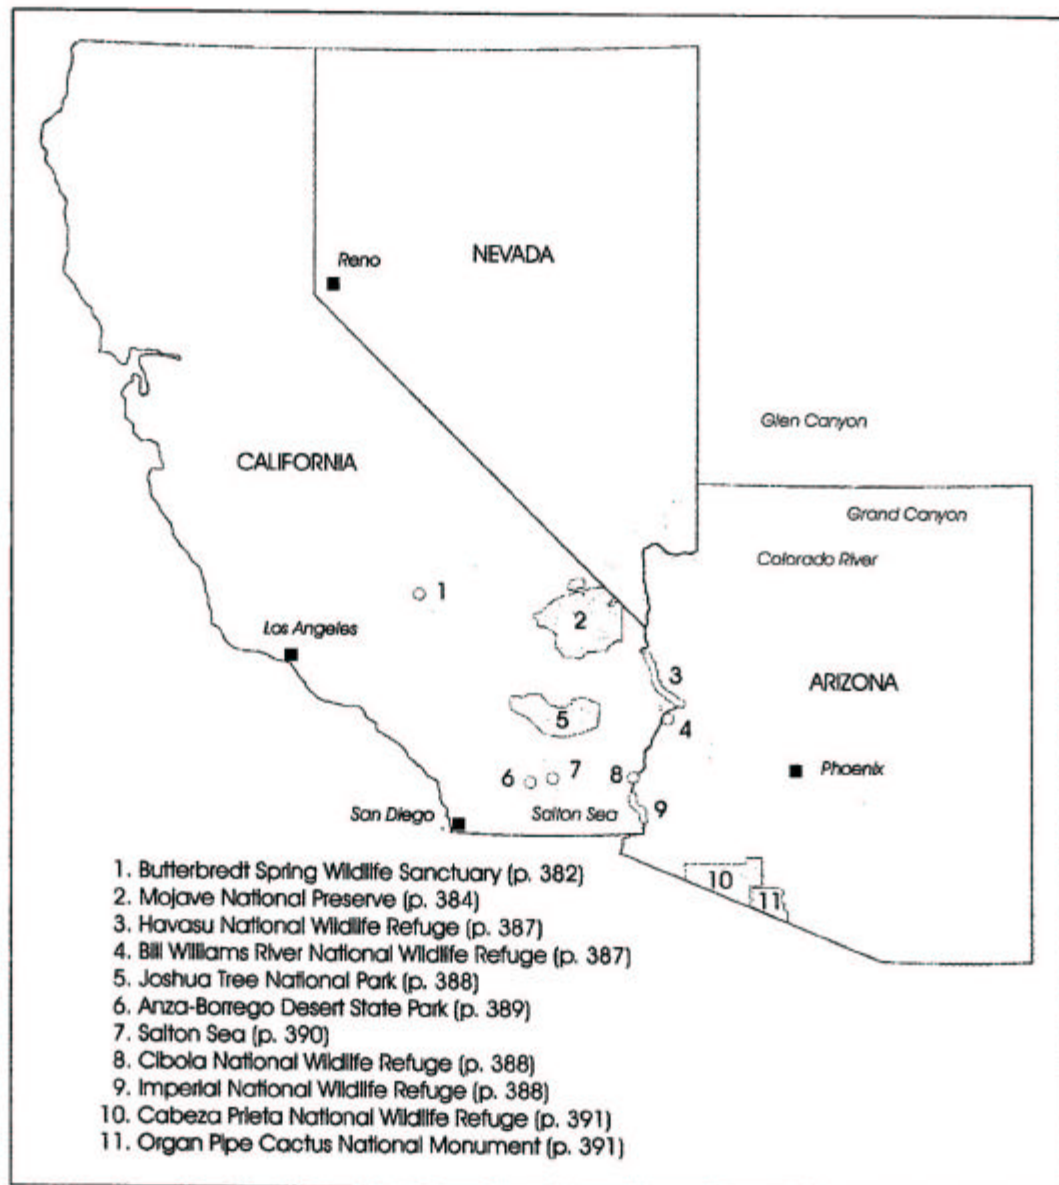 Reno
NEVADA
Glen Canyon
CALIFORNIA
Grand Canyon
Colorado River
1
2
Los Angeles
3
ARIZONA
5
4
Phoenix
6
7
8
San Diego
Salton Sea
9
10
11
1. Butterbredt Spring Wildlife Sanctuary (p. 382)
2. Mojave National Preserve (p. 384)
3. Havasu National Wildlife Refuge (p. 387)
4. Bill Williams River National Wildlife Refuge (p. 387)
5. Joshua Tree National Park (p. 388)
6. Anza-Borrego Desert State Park (p. 389)
7. Salton Sea (p. 390)
8. Cibola National Wildlife Refuge (p. 388)
9. Imperial National Wildlife Refuge (p. 388)
10. Cabeza Prieta National Wildlife Refuge (p. 391)
11. Organ Pipe Cactus National Monument (p. 391)